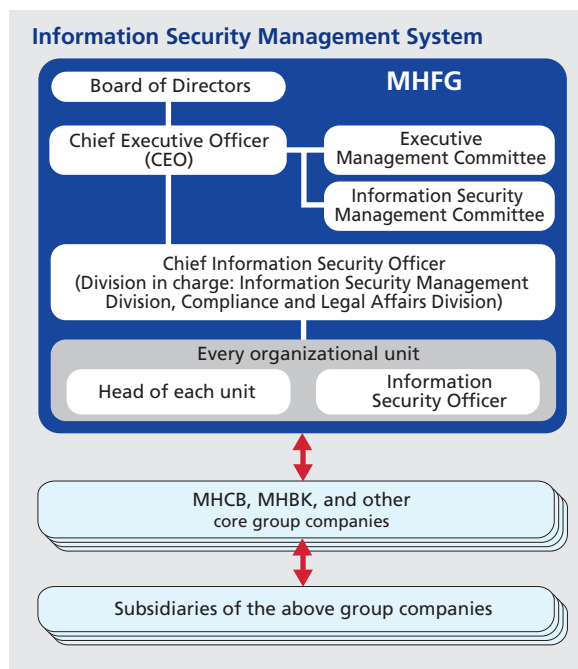 Information Security Management System
MHFG
Board of Directors
Chief Executive Officer
(CEO)
Executive
Management Committee
Information Security
Management Committee
Chief Information Security Officer
(Division in charge: Information Security Management
Division, Compliance and Legal Affairs Division)
Every organizational unit
Head of each unit
Information
Security Officer
MHCB, MHBK, and other
core group companies
Subsidiaries of the above group companies